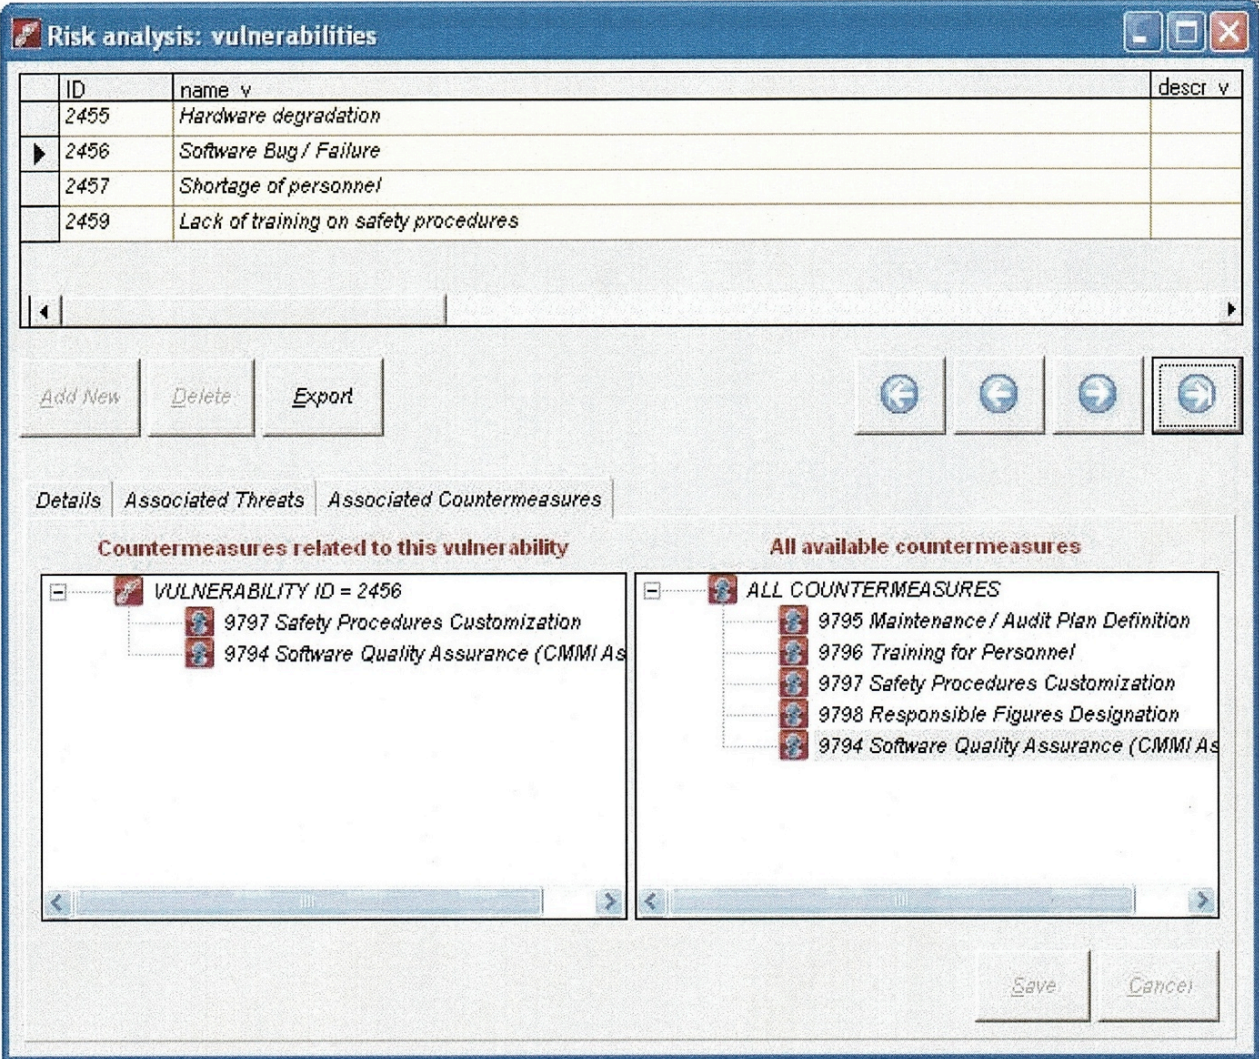 Risk analysis: vulnerabilities
ID name v descr v
2455 Hardware degradation
2456 Software Bug / Failure
2457 Shortage of personnel
2459 Lack of training on safety procedures
Add New Delete Export
Details Associated Threats Associated Countermeasures
Countermeasures related to this vulnerability
VULNERABILITY ID = 2456
9797 Safety Procedures Customization
9794 Software Quality Assurance (CMMI As
All available countermeasures
ALL COUNTERMEASURES
9795 Maintenance / Audit Plan Definition
9796 Training for Personnel
9797 Safety Procedures Customization
9798 Responsible Figures Designation
9794 Software Quality Assurance (CMMI As
Save Cancel